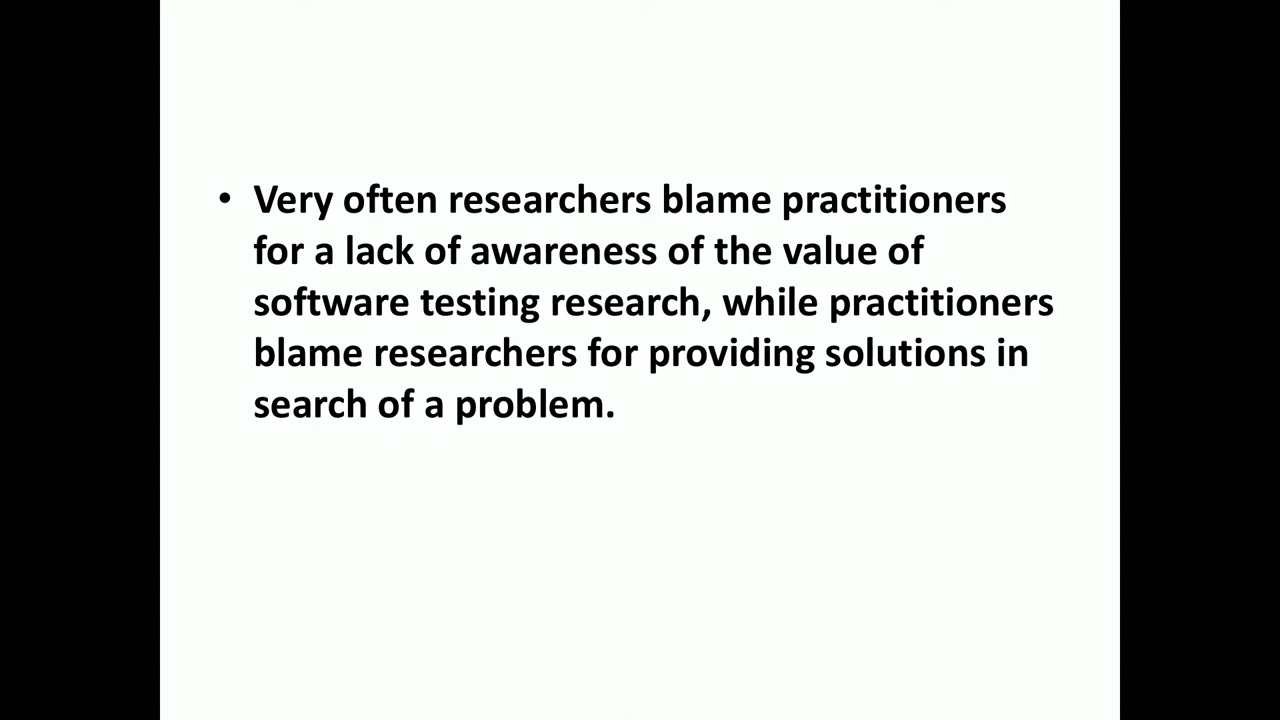 • Very often researchers blame practitioners
for a lack of awareness of the value of
software testing research, while practitioners
blame researchers for providing solutions in
search of a problem.